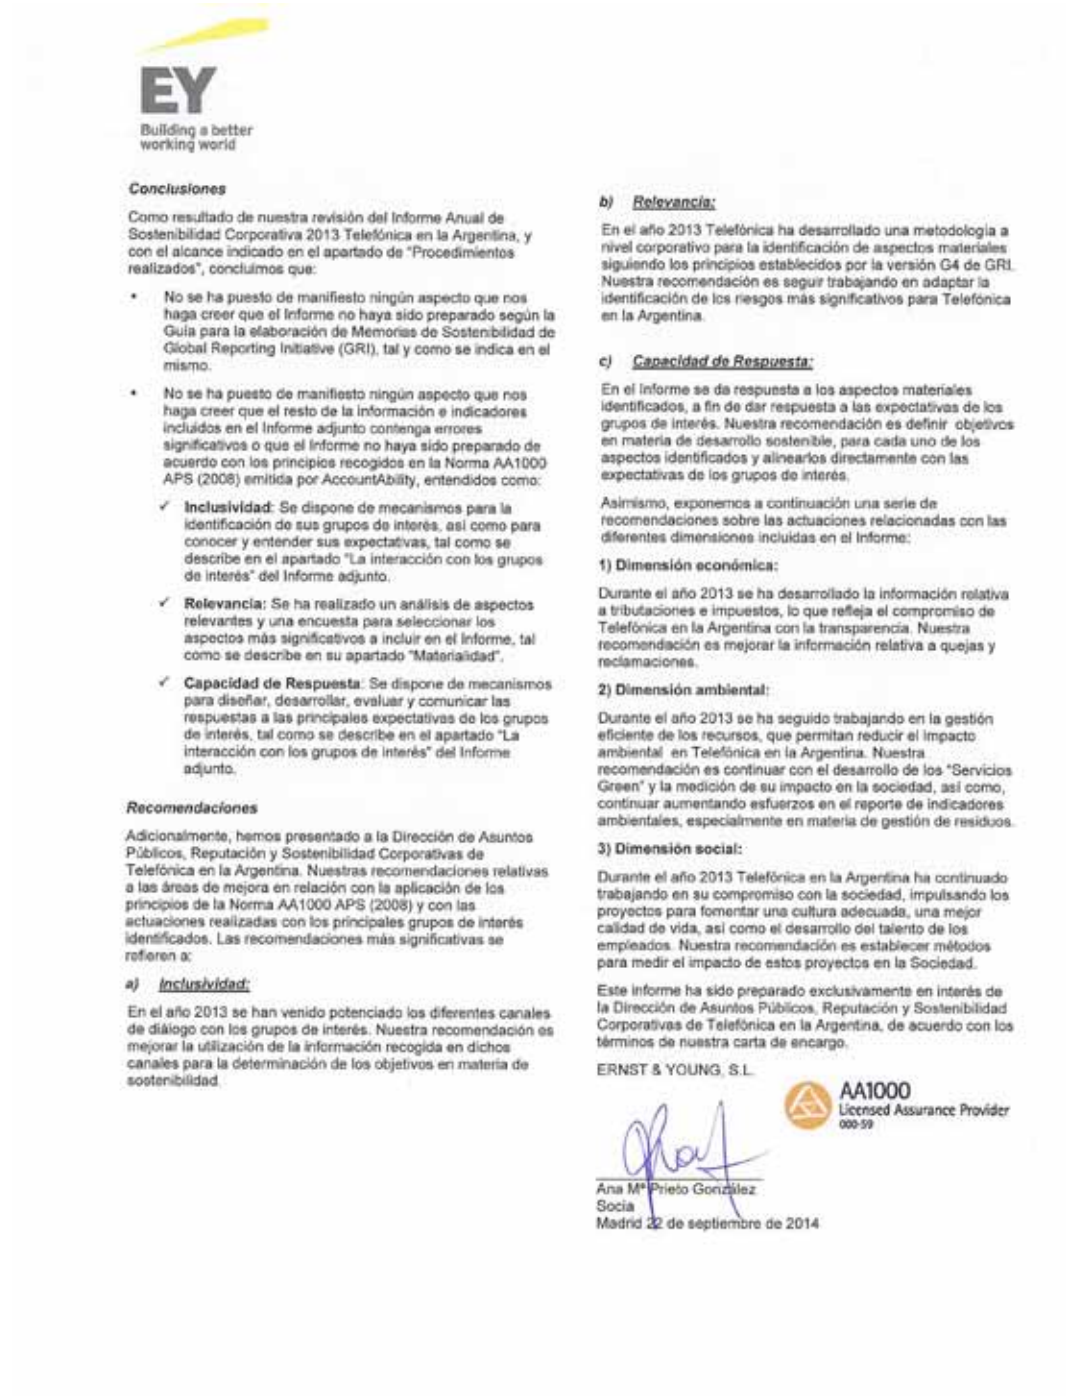 EY
Building a better
working world
Conclusiones
Como resultado de nuestra revisión del Informe Anual de
Sostenibilidad Corporativa 2013 Telefónica en la Argentina, y
con el alcance indicado en el apartado de "Procedimientos
realizados", concluimos que:
• No se ha puesto de manifiesto ningún aspecto que nos
haga creer que el Informe no haya sido preparado según la
Guía para la elaboración de Memorias de Sostenibilidad de
Global Reporting Initiative (GRI), tal y como se indica en el
mismo.
• No se ha puesto de manifiesto ningún aspecto que nos
haga creer que el resto de la información e indicadores
incluidos en el Informe adjunto contenga errores
significativos o que el Informe no haya sido preparado de
acuerdo con los principios recogidos en la Norma AA1000
APS (2008) emitida por AccountAbility, entendidos como:
✓ Inclusividad: Se dispone de mecanismos para la
identificación de sus grupos de interés, así como para
conocer y entender sus expectativas, tal como se
describe en el apartado "La interacción con los grupos
de interés" del Informe adjunto.
✓ Relevancia: Se ha realizado un análisis de aspectos
relevantes y una encuesta para seleccionar los
aspectos más significativos a incluir en el Informe, tal
como se describe en su apartado "Materialidad".
✓ Capacidad de Respuesta: Se dispone de mecanismos
para diseñar, desarrollar, evaluar y comunicar las
respuestas a las principales expectativas de los grupos
de interés, tal como se describe en el apartado "La
interacción con los grupos de interés" del Informe
adjunto.
Recomendaciones
Adicionalmente, hemos presentado a la Dirección de Asuntos
Públicos, Reputación y Sostenibilidad Corporativas de
Telefónica en la Argentina. Nuestras recomendaciones relativas
a las áreas de mejora en relación con la aplicación de los
principios de la Norma AA1000 APS (2008) y con las
actuaciones realizadas con los principales grupos de interés
identificados. Las recomendaciones más significativas se
refieren a:
a) Inclusividad:
En el año 2013 se han venido potenciado los diferentes canales
de diálogo con los grupos de interés. Nuestra recomendación es
mejorar la utilización de la información recogida en dichos
canales para la determinación de los objetivos en materia de
sostenibilidad.
b) Relevancia:
En el año 2013 Telefónica ha desarrollado una metodología a
nivel corporativo para la identificación de aspectos materiales
siguiendo los principios establecidos por la versión G4 de GRI.
Nuestra recomendación es seguir trabajando en adaptar la
identificación de los riesgos más significativos para Telefónica
en la Argentina.
c) Capacidad de Respuesta:
En el Informe se da respuesta a los aspectos materiales
identificados, a fin de dar respuesta a las expectativas de los
grupos de interés. Nuestra recomendación es definir objetivos
en materia de desarrollo sostenible, para cada uno de los
aspectos identificados y alinearlos directamente con las
expectativas de los grupos de interés.
Asimismo, exponemos a continuación una serie de
recomendaciones sobre las actuaciones relacionadas con las
diferentes dimensiones incluidas en el Informe:
1) Dimensión económica:
Durante el año 2013 se ha desarrollado la información relativa
a tributaciones e impuestos, lo que refleja el compromiso de
Telefónica en la Argentina con la transparencia. Nuestra
recomendación es mejorar la información relativa a quejas y
reclamaciones.
2) Dimensión ambiental:
Durante el año 2013 se ha seguido trabajando en la gestión
eficiente de los recursos, que permitan reducir el impacto
ambiental en Telefónica en la Argentina. Nuestra
recomendación es continuar con el desarrollo de los "Servicios
Green" y la medición de su impacto en la sociedad, así como,
continuar aumentando esfuerzos en el reporte de indicadores
ambientales, especialmente en materia de gestión de residuos.
3) Dimensión social:
Durante el año 2013 Telefónica en la Argentina ha continuado
trabajando en su compromiso con la sociedad, impulsando los
proyectos para fomentar una cultura adecuada, una mejor
calidad de vida, así como el desarrollo del talento de los
empleados. Nuestra recomendación es establecer métodos
para medir el impacto de estos proyectos en la Sociedad.
Este informe ha sido preparado exclusivamente en interés de
la Dirección de Asuntos Públicos, Reputación y Sostenibilidad
Corporativas de Telefónica en la Argentina, de acuerdo con los
términos de nuestra carta de encargo.
ERNST & YOUNG, S.L.
AA1000
Licensed Assurance Provider
000-59
Ana Mª Prieto González
Socia
Madrid 22 de septiembre de 2014